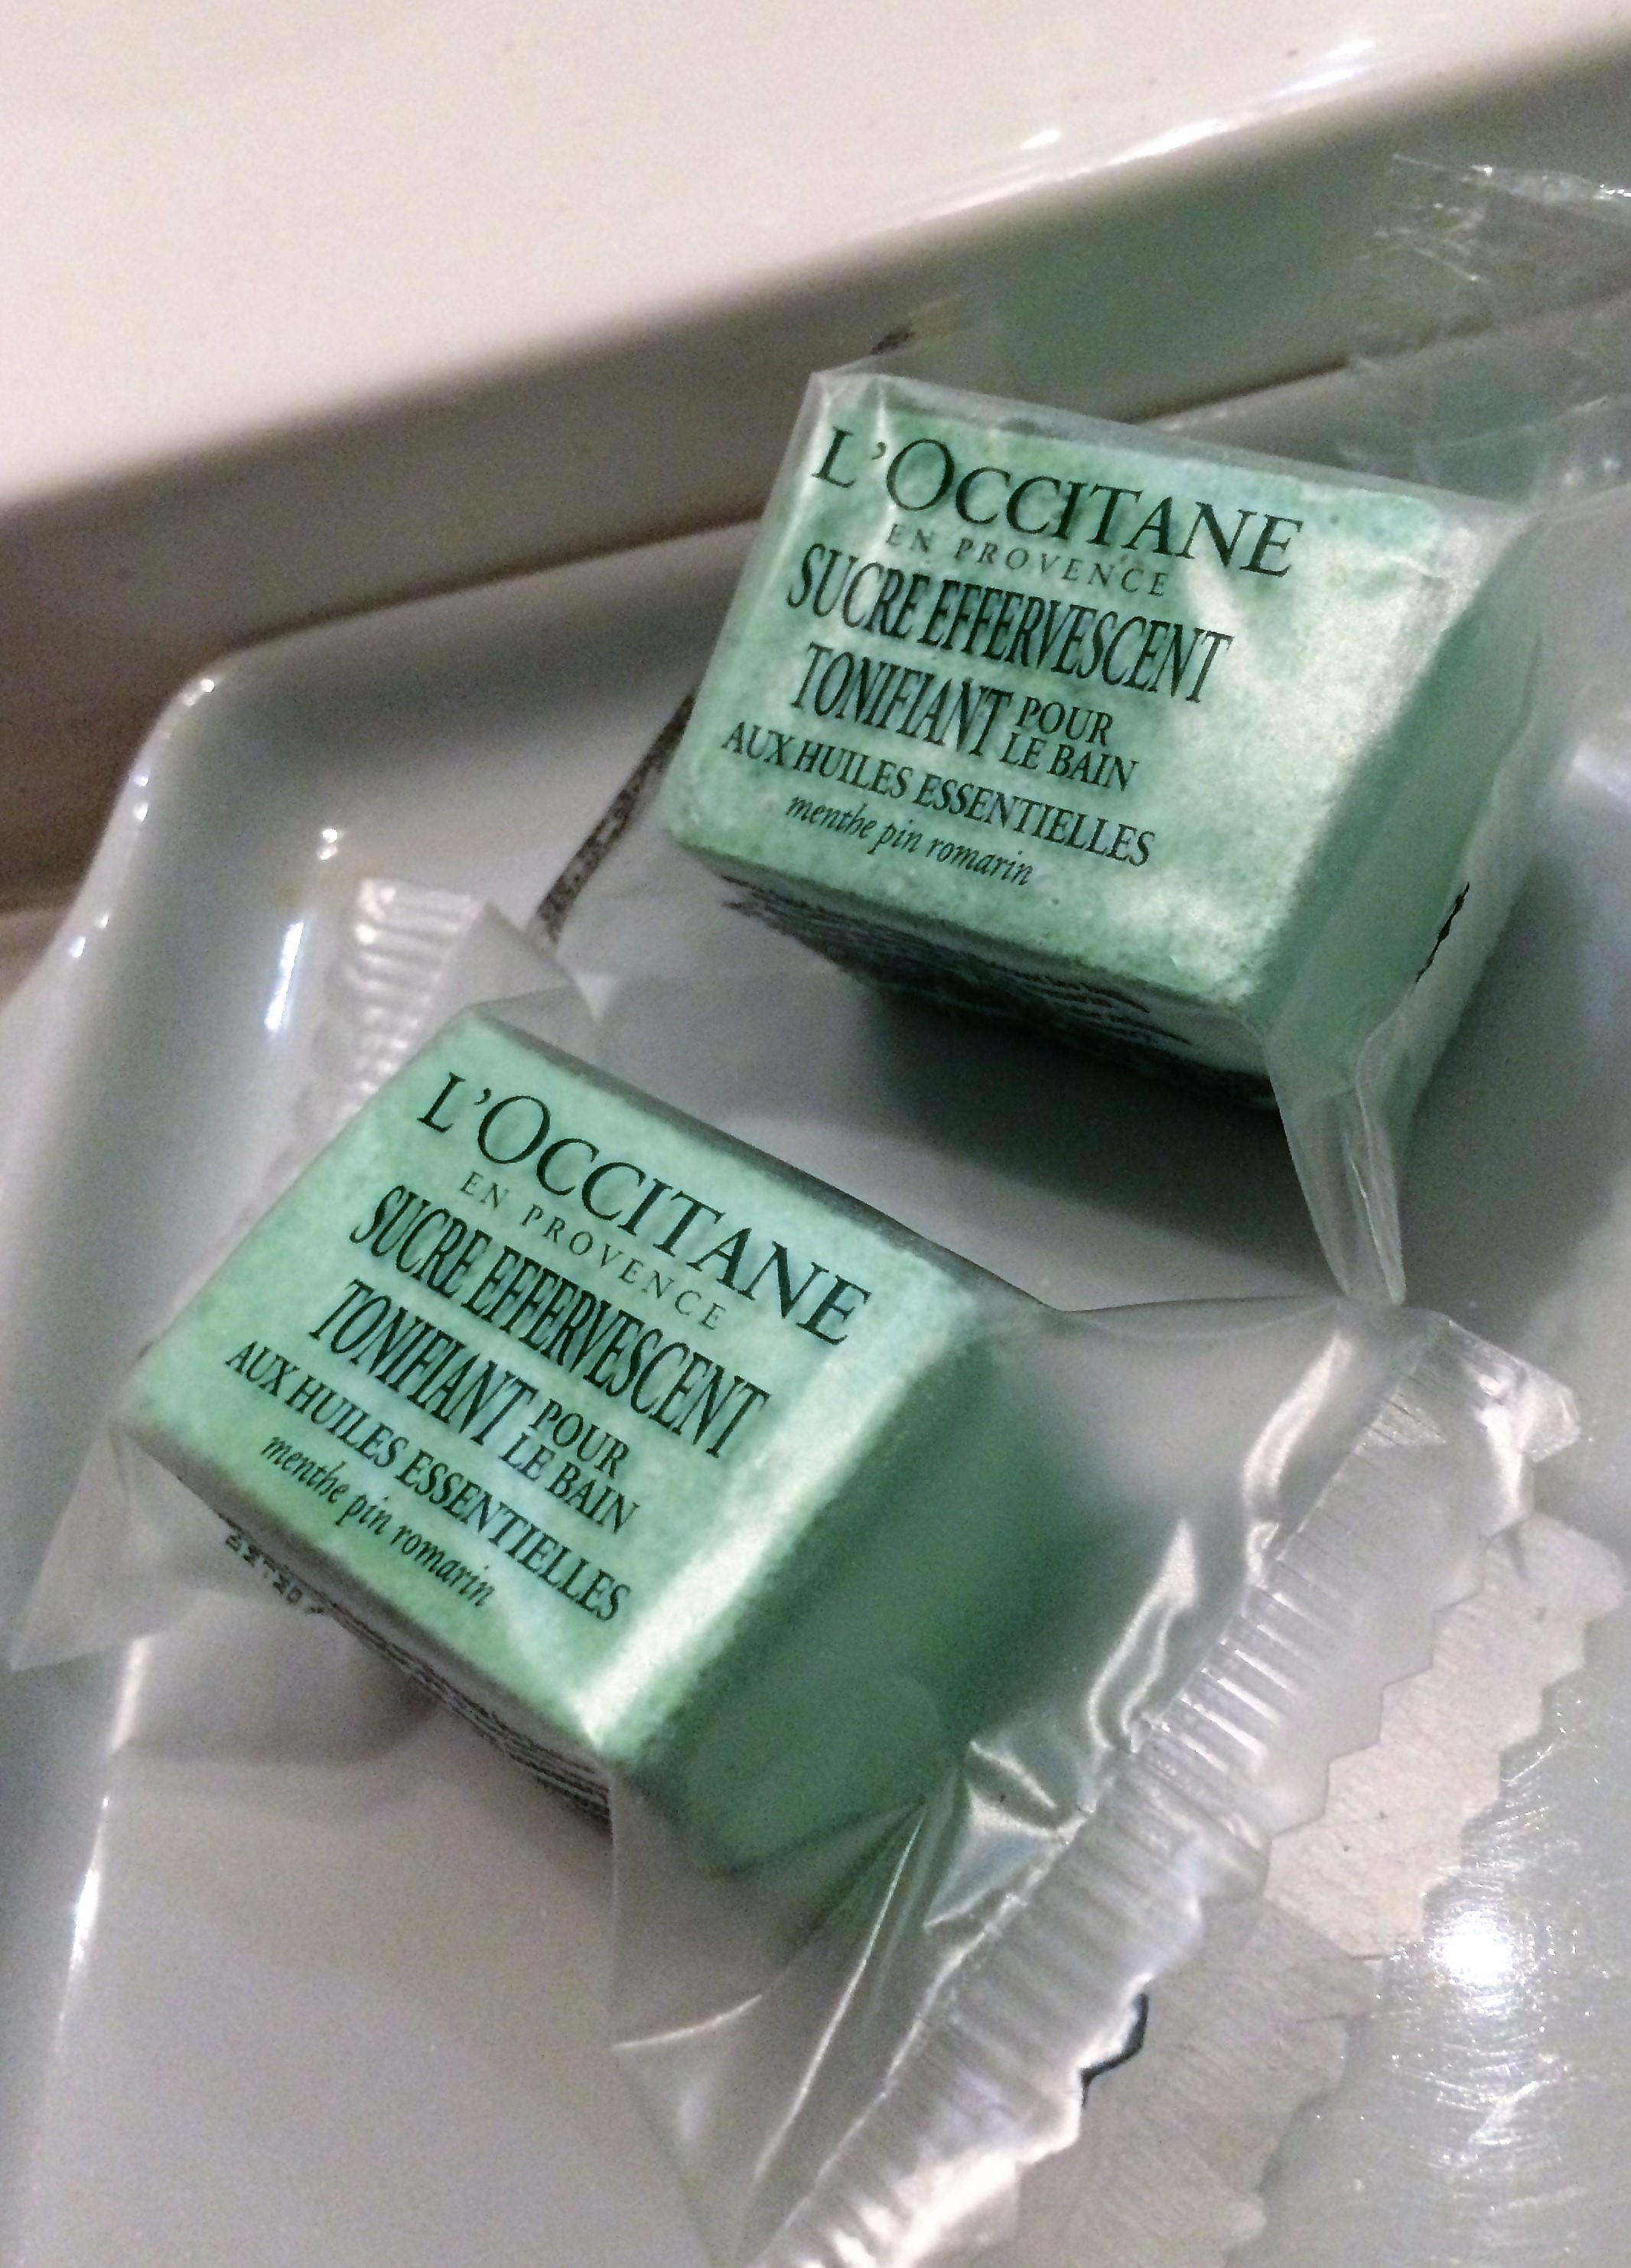 L'OCCITANE
EN PROVENCE
SUCRE EFFERVESCENT
TONIFIANT POUR
LE BAIN
AUX HUILES ESSENTIELLES
menthe pin romarin
L'OCCITANE
EN PROVENCE
SUCRE EFFERVESCENT
TONIFIANT POUR
LE BAIN
AUX HUILES ESSENTIELLES
menthe pin romarin